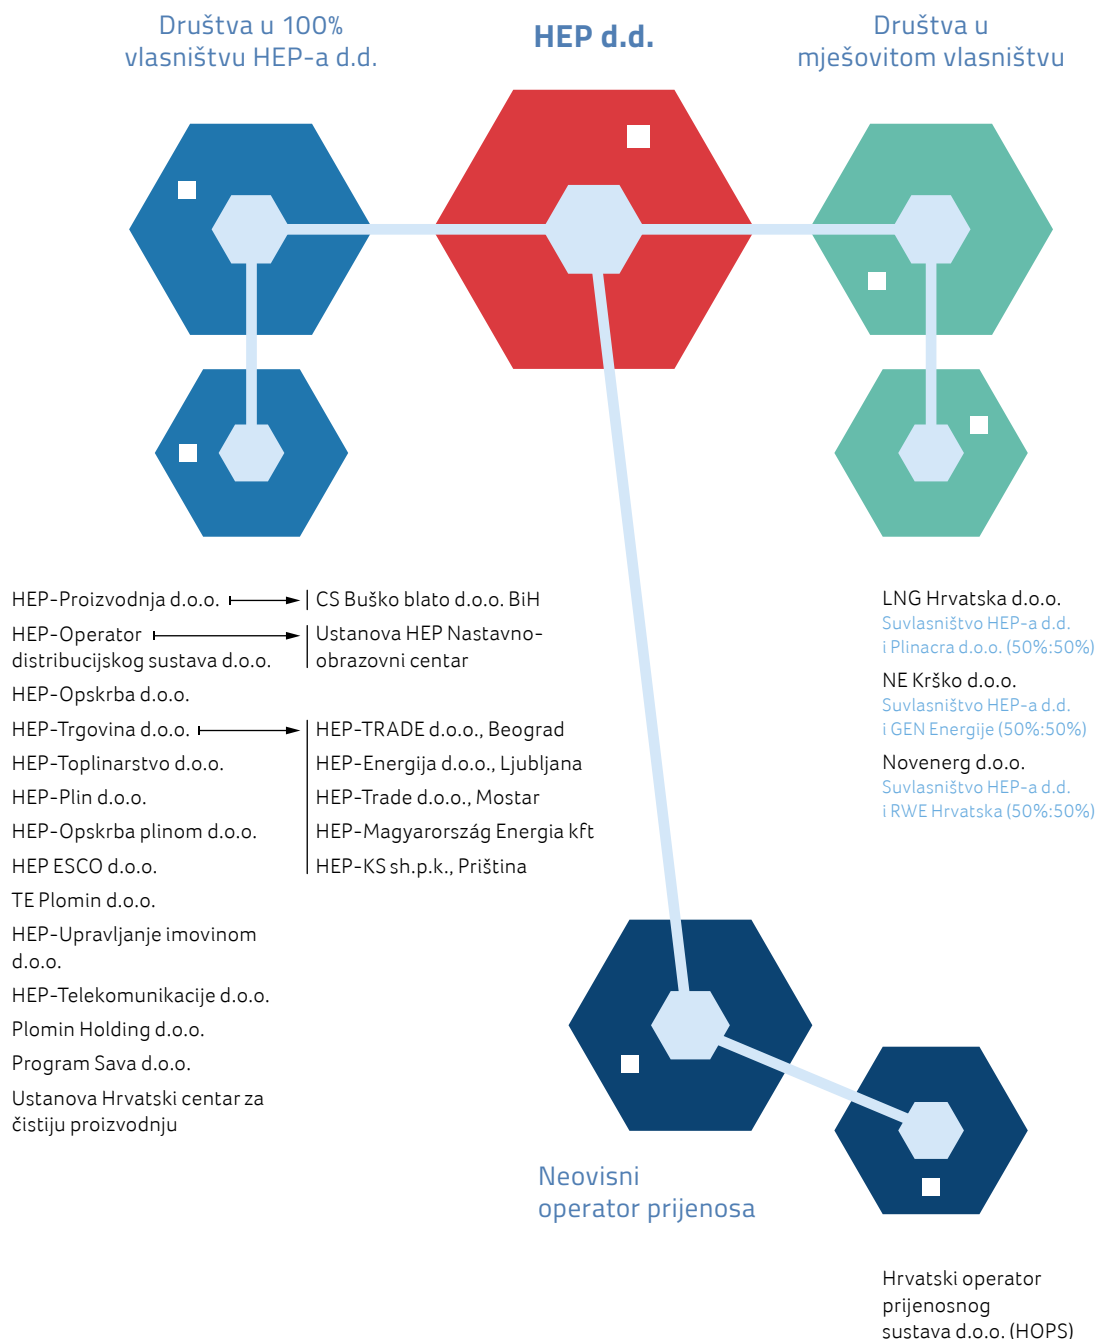 Društva u 100%
vlasništvu HEP-a d.d.
HEP d.d.
Društva u
mješovitom vlasništvu
HEP-Proizvodnja d.o.o.
CS Buško blato d.o.o. BiH
HEP-Operator
distribucijskog sustava d.o.o.
Ustanova HEP Nastavno-
obrazovni centar
HEP-Opskrba d.o.o.
HEP-Trgovina d.o.o.
HEP-TRADE d.o.o., Beograd
HEP-Toplinarstvo d.o.o.
HEP-Energija d.o.o., Ljubljana
HEP-Plin d.o.o.
HEP-Trade d.o.o., Mostar
HEP-Opskrba plinom d.o.o.
HEP-Magyarország Energia kft
HEP ESCO d.o.o.
HEP-KS sh.p.k., Priština
TE Plomin d.o.o.
HEP-Upravljanje imovinom
d.o.o.
HEP-Telekomunikacije d.o.o.
Plomin Holding d.o.o.
Program Sava d.o.o.
Ustanova Hrvatski centar za
čistiju proizvodnju
LNG Hrvatska d.o.o.
Suvlasništvo HEP-a d.d.
i Plinacra d.o.o. (50%:50%)
NE Krško d.o.o.
Suvlasništvo HEP-a d.d.
i GEN Energije (50%:50%)
Novenerg d.o.o.
Suvlasništvo HEP-a d.d.
i RWE Hrvatska (50%:50%)
Neovisni
operator prijenosa
Hrvatski operator
prijenosnog
sustava d.o.o. (HOPS)